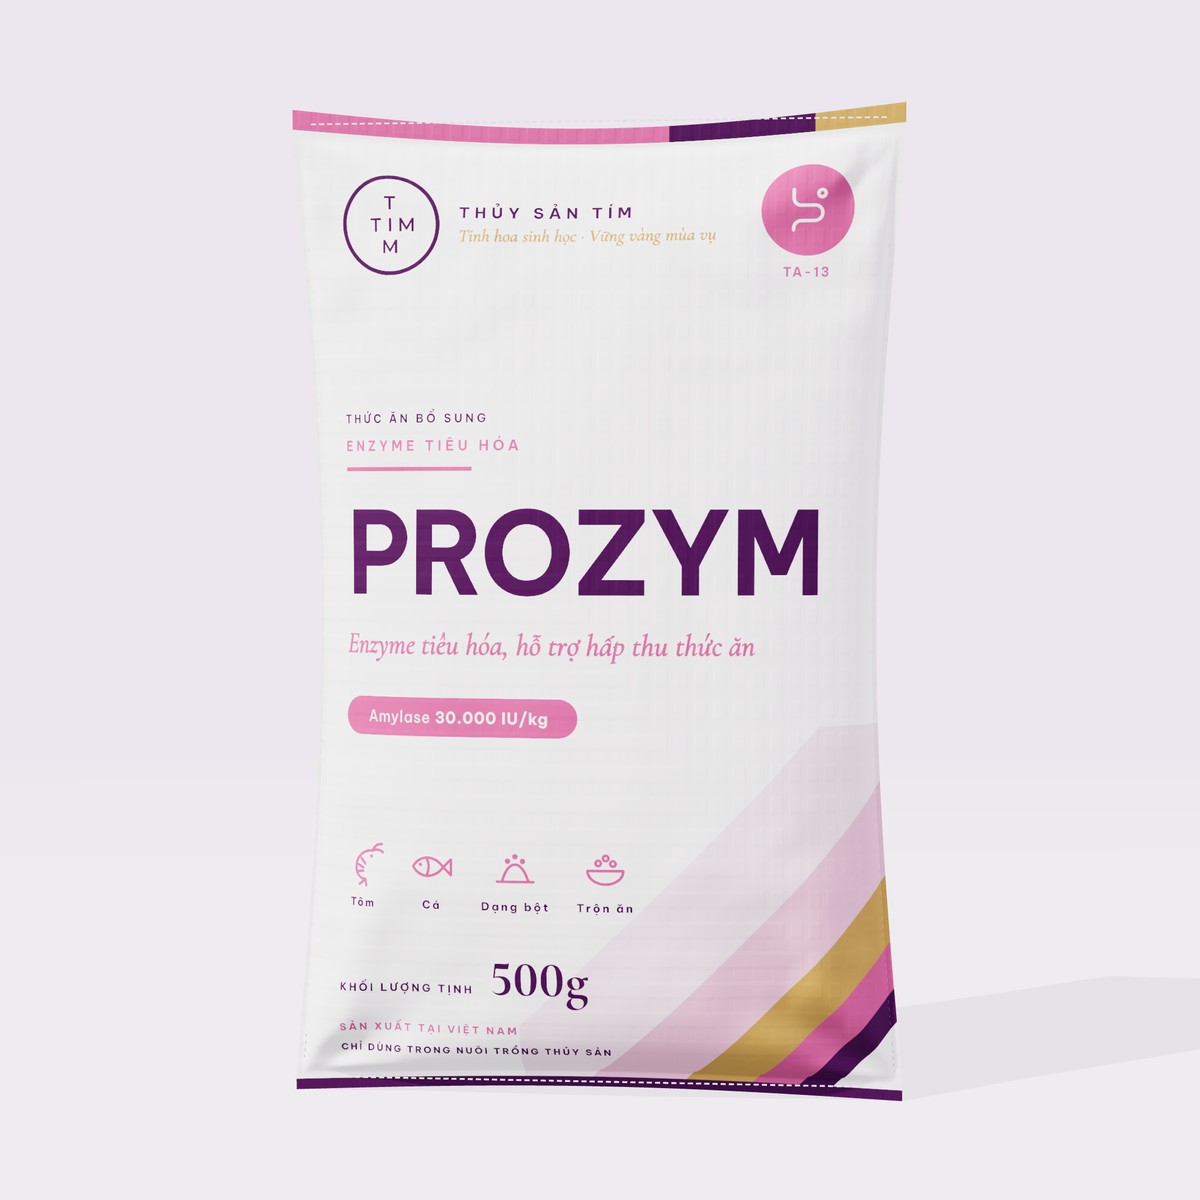 T
TIM
M
THỦY SẢN TÍM
Tinh hoa sinh học · Vững vàng mùa vụ
TA-13
THỨC ĂN BỔ SUNG
ENZYME TIÊU HÓA
PROZYM
Enzyme tiêu hóa, hỗ trợ hấp thu thức ăn
Amylase 30.000 IU/kg
Tôm Cá Dạng bột Trộn ăn
KHỐI LƯỢNG TỊNH 500g
SẢN XUẤT TẠI VIỆT NAM
CHỈ DÙNG TRONG NUÔI TRỒNG THỦY SẢN